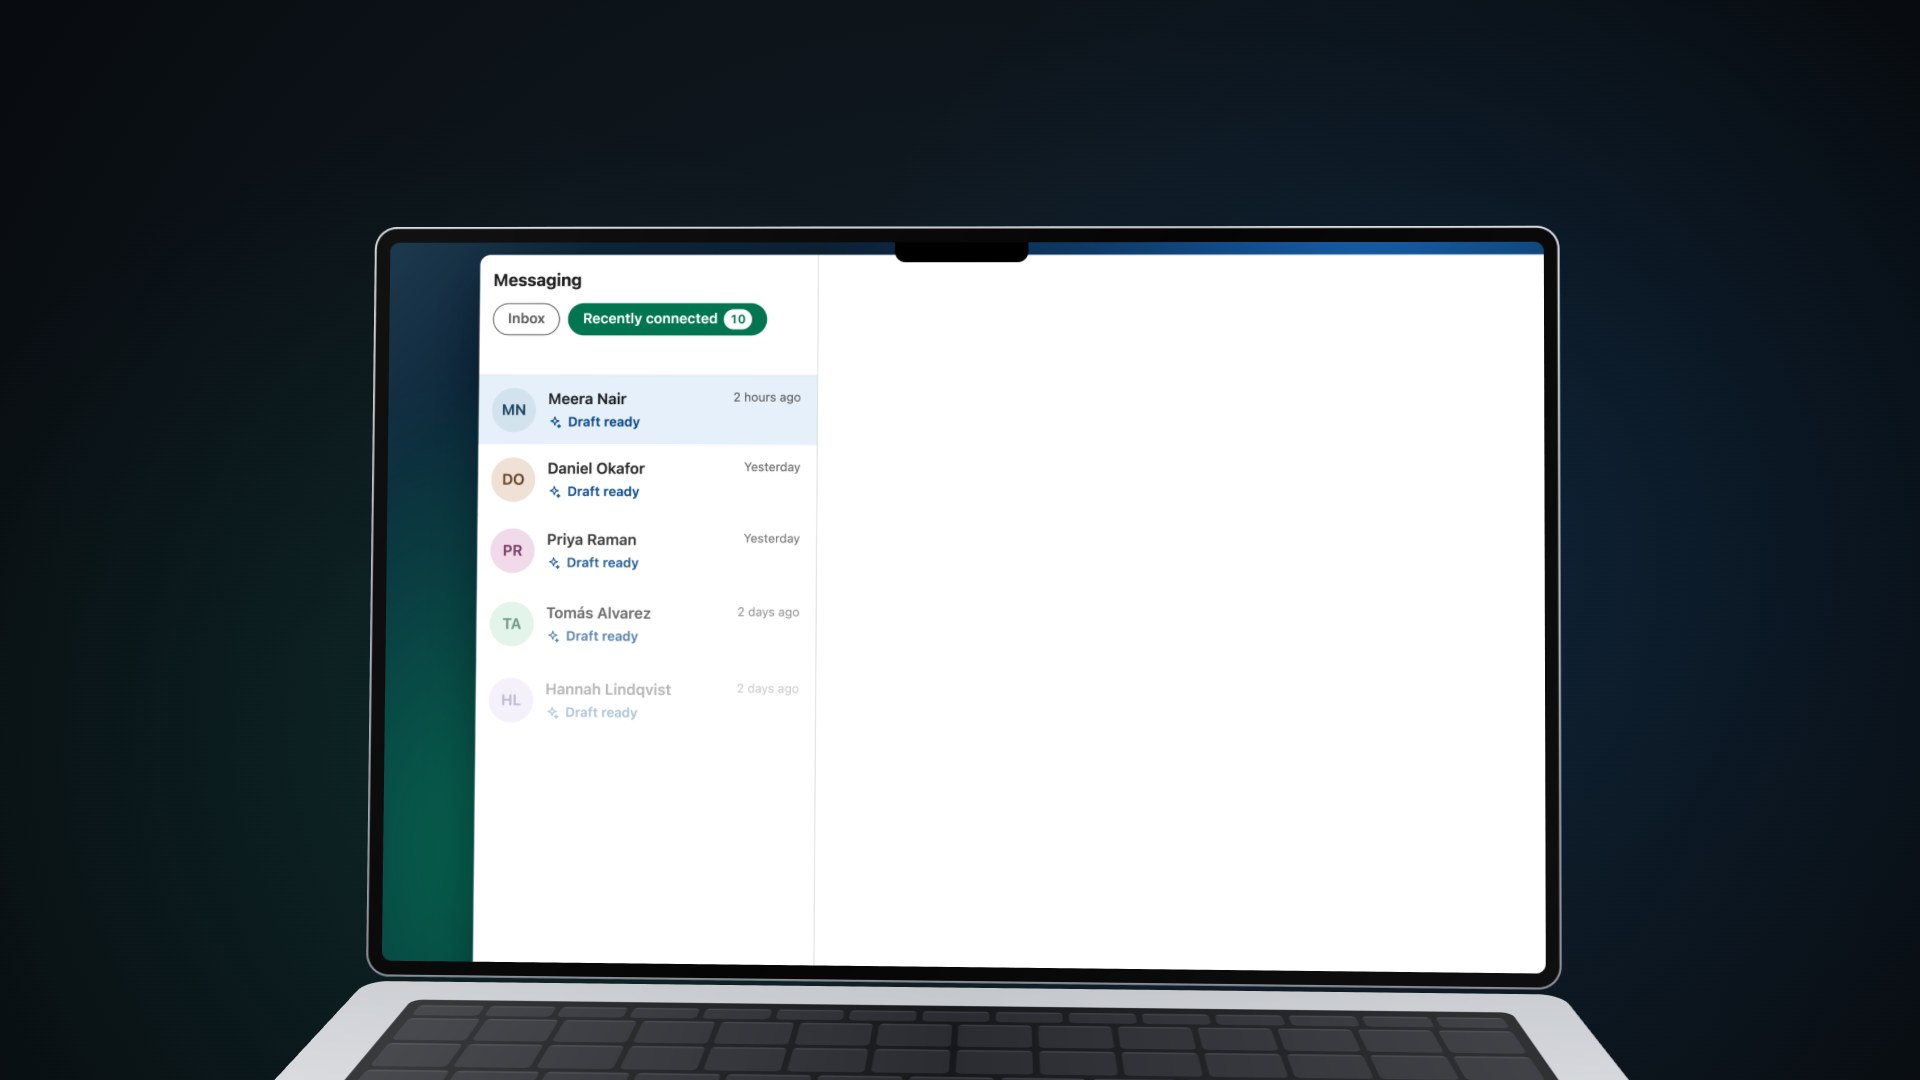 Messaging
Inbox
Recently connected 10
MN
Meera Nair
2 hours ago
Draft ready
DO
Daniel Okafor
Yesterday
Draft ready
PR
Priya Raman
Yesterday
Draft ready
TA
Tomás Alvarez
2 days ago
Draft ready
HL
Hannah Lindqvist
2 days ago
Draft ready